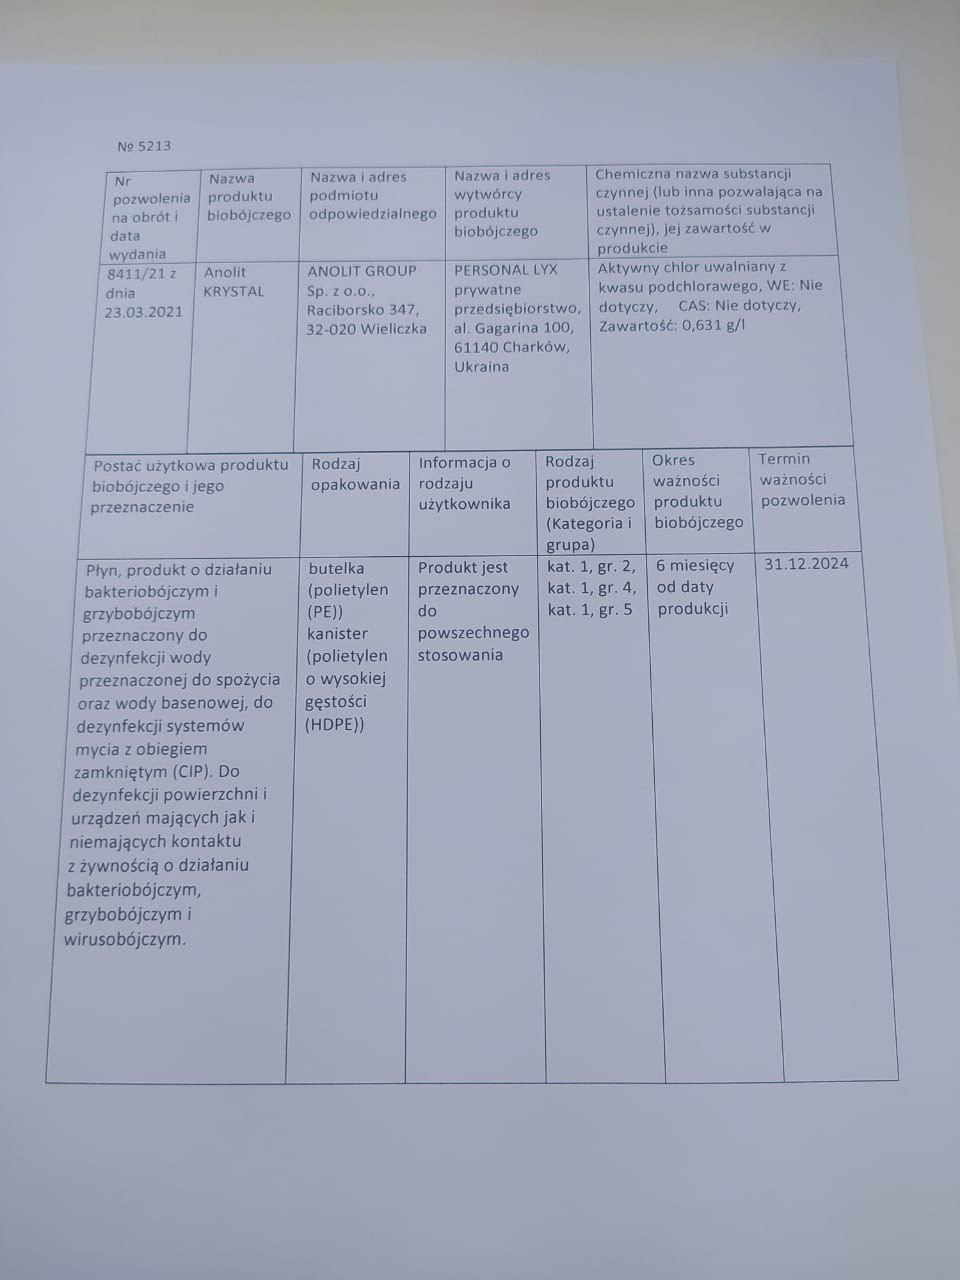 № 5213
Nr
pozwolenia
na obrót i
data
wydania
Nazwa
produktu
biobójczego
Nazwa i adres
podmiotu
odpowiedzialnego
Nazwa i adres
wytwórcy
produktu
biobójczego
Chemiczna nazwa substancji
czynnej (lub inna pozwalająca na
ustalenie tożsamości substancji
czynnej), jej zawartość w
produkcie
8411/21 z
dnia
23.03.2021
Anolit
KRYSTAL
ANOLIT GROUP
Sp. z o.o.,
Raciborsko 347,
32-020 Wieliczka
PERSONAL LYX
prywatne
przedsiębiorstwo,
al. Gagarina 100,
61140 Charków,
Ukraina
Aktywny chlor uwalniany z
kwasu podchlorawego, WE: Nie
dotyczy, CAS: Nie dotyczy,
Zawartość: 0,631 g/l
Postać użytkowa produktu
biobójczego i jego
przeznaczenie
Rodzaj
opakowania
Informacja o
rodzaju
użytkownika
Rodzaj
produktu
biobójczego
(Kategoria i
grupa)
Okres
ważności
produktu
biobójczego
Termin
ważności
pozwolenia
Płyn, produkt o działaniu
bakteriobójczym i
grzybobójczym
przeznaczony do
dezynfekcji wody
przeznaczonej do spożycia
oraz wody basenowej, do
dezynfekcji systemów
mycia z obiegiem
zamkniętym (CIP). Do
dezynfekcji powierzchni i
urządzeń mających jak i
niemających kontaktu
z żywnością o działaniu
bakteriobójczym,
grzybobójczym i
wirusobójczym.
butelka
(polietylen
(PE))
kanister
(polietylen
o wysokiej
gęstości
(HDPE))
Produkt jest
przeznaczony
do
powszechnego
stosowania
kat. 1, gr. 2,
kat. 1, gr. 4,
kat. 1, gr. 5
6 miesięcy
od daty
produkcji
31.12.2024